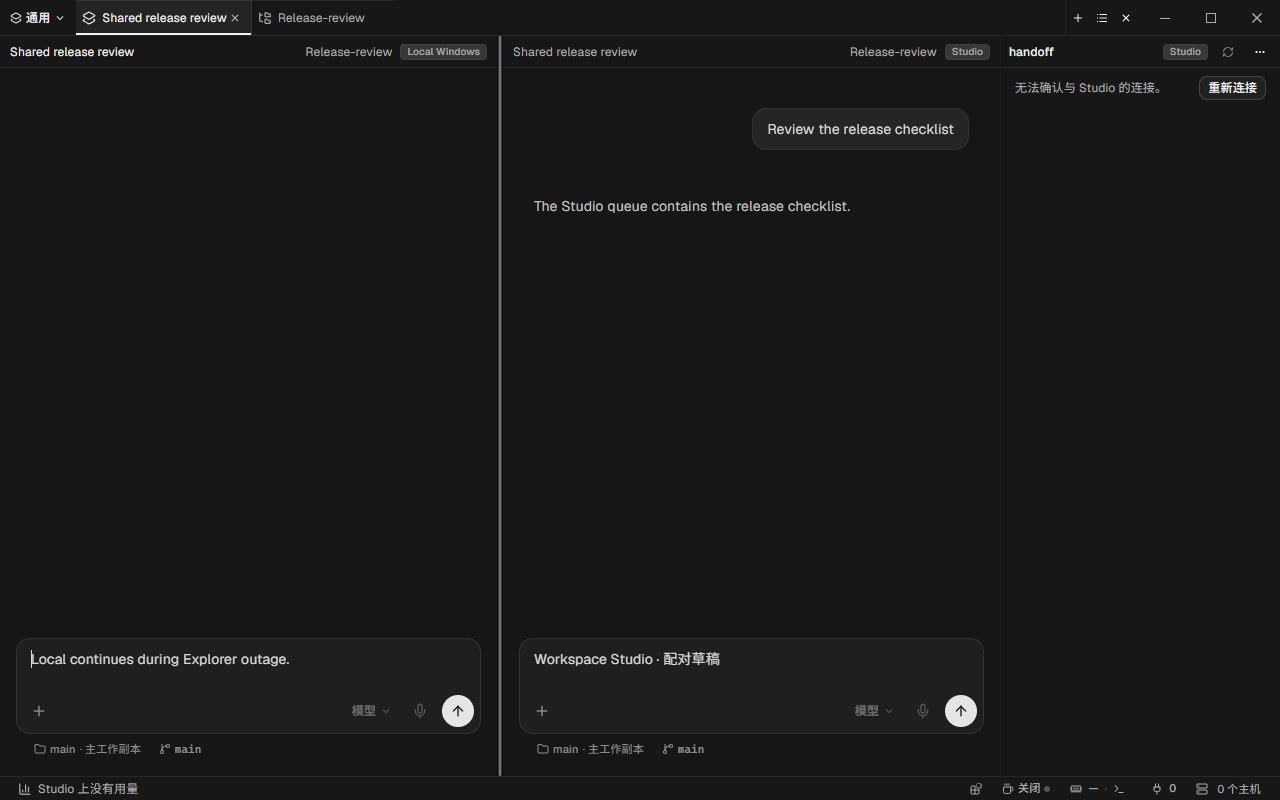 通用
Shared release review
Release-review
Shared release review
Release-review
Local Windows
Shared release review
Release-review
Studio
handoff
Studio
无法确认与 Studio 的连接。
重新连接
Review the release checklist
The Studio queue contains the release checklist.
Local continues during Explorer outage.
模型
main · 主工作副本
main
Workspace Studio · 配对草稿
模型
main · 主工作副本
main
Studio 上没有用量
关闭
— ·
0
0 个主机